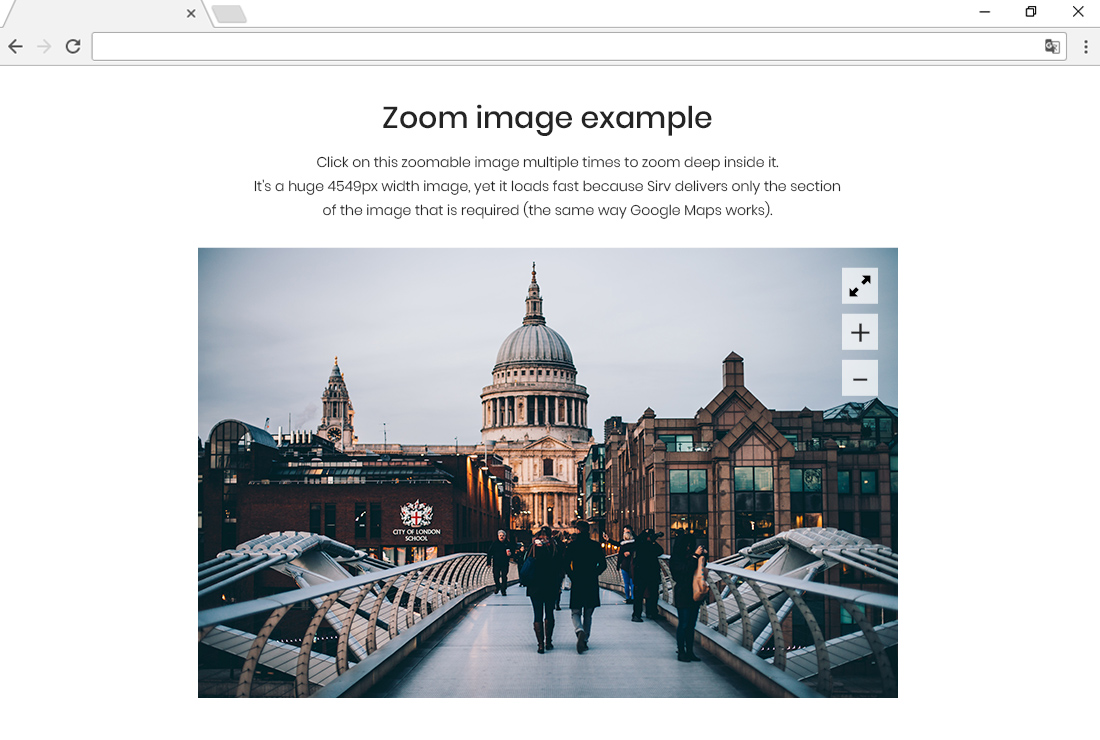 Zoom image example
Click on this zoomable image multiple times to zoom deep inside it.
It's a huge 4549px width image, yet it loads fast because Sirv delivers only the section
of the image that is required (the same way Google Maps works).
CITY OF LONDON
SCHOOL